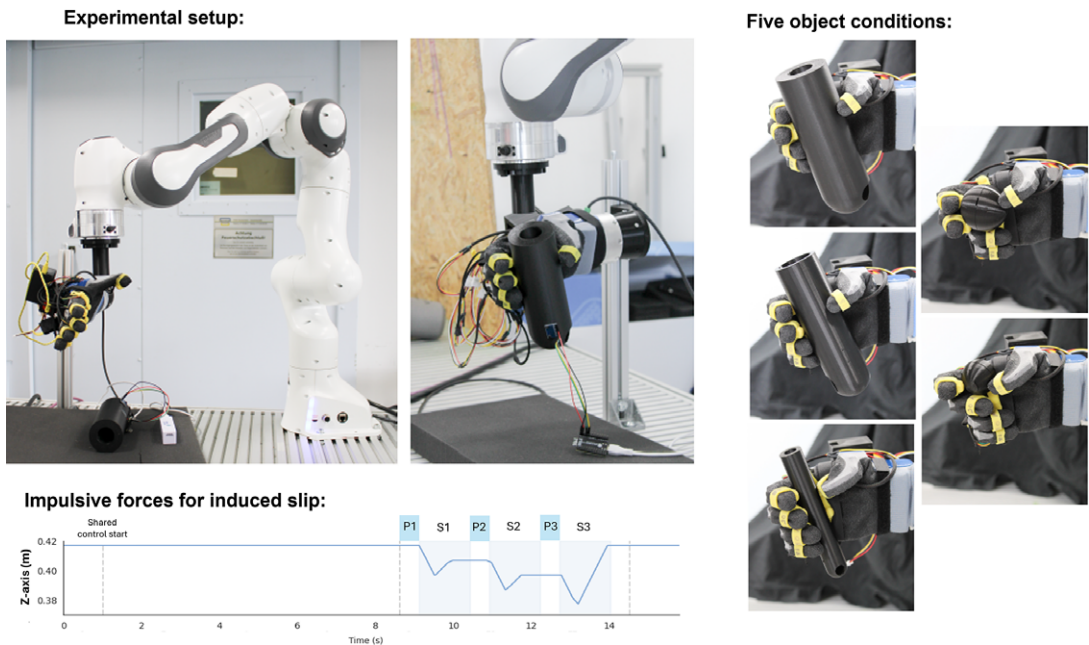 Experimental setup:
Five object conditions:
Impulsive forces for induced slip:
Shared
control start
P1
S1
P2
S2
P3
S3
0.42
0.40
0.38
Z-axis (m)
0
2
4
6
8
10
12
14
Time (s)